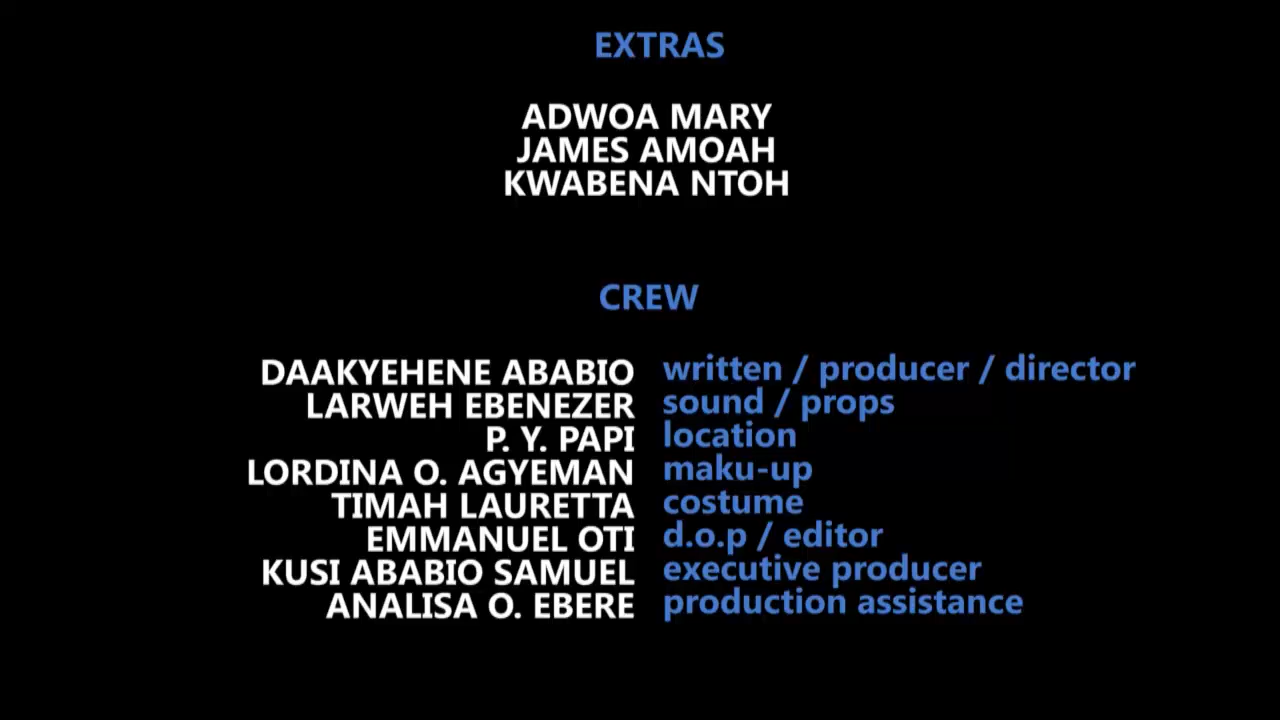 EXTRAS
ADWOA MARY
JAMES AMOAH
KWABENA NTOH
CREW
DAAKYEHENE ABABIO written / producer / director
LARWEH EBENEZER sound / props
P. Y. PAPI location
LORDINA O. AGYEMAN maku-up
TIMAH LAURETTA costume
EMMANUEL OTI d.o.p / editor
KUSI ABABIO SAMUEL executive producer
ANALISA O. EBERE production assistance